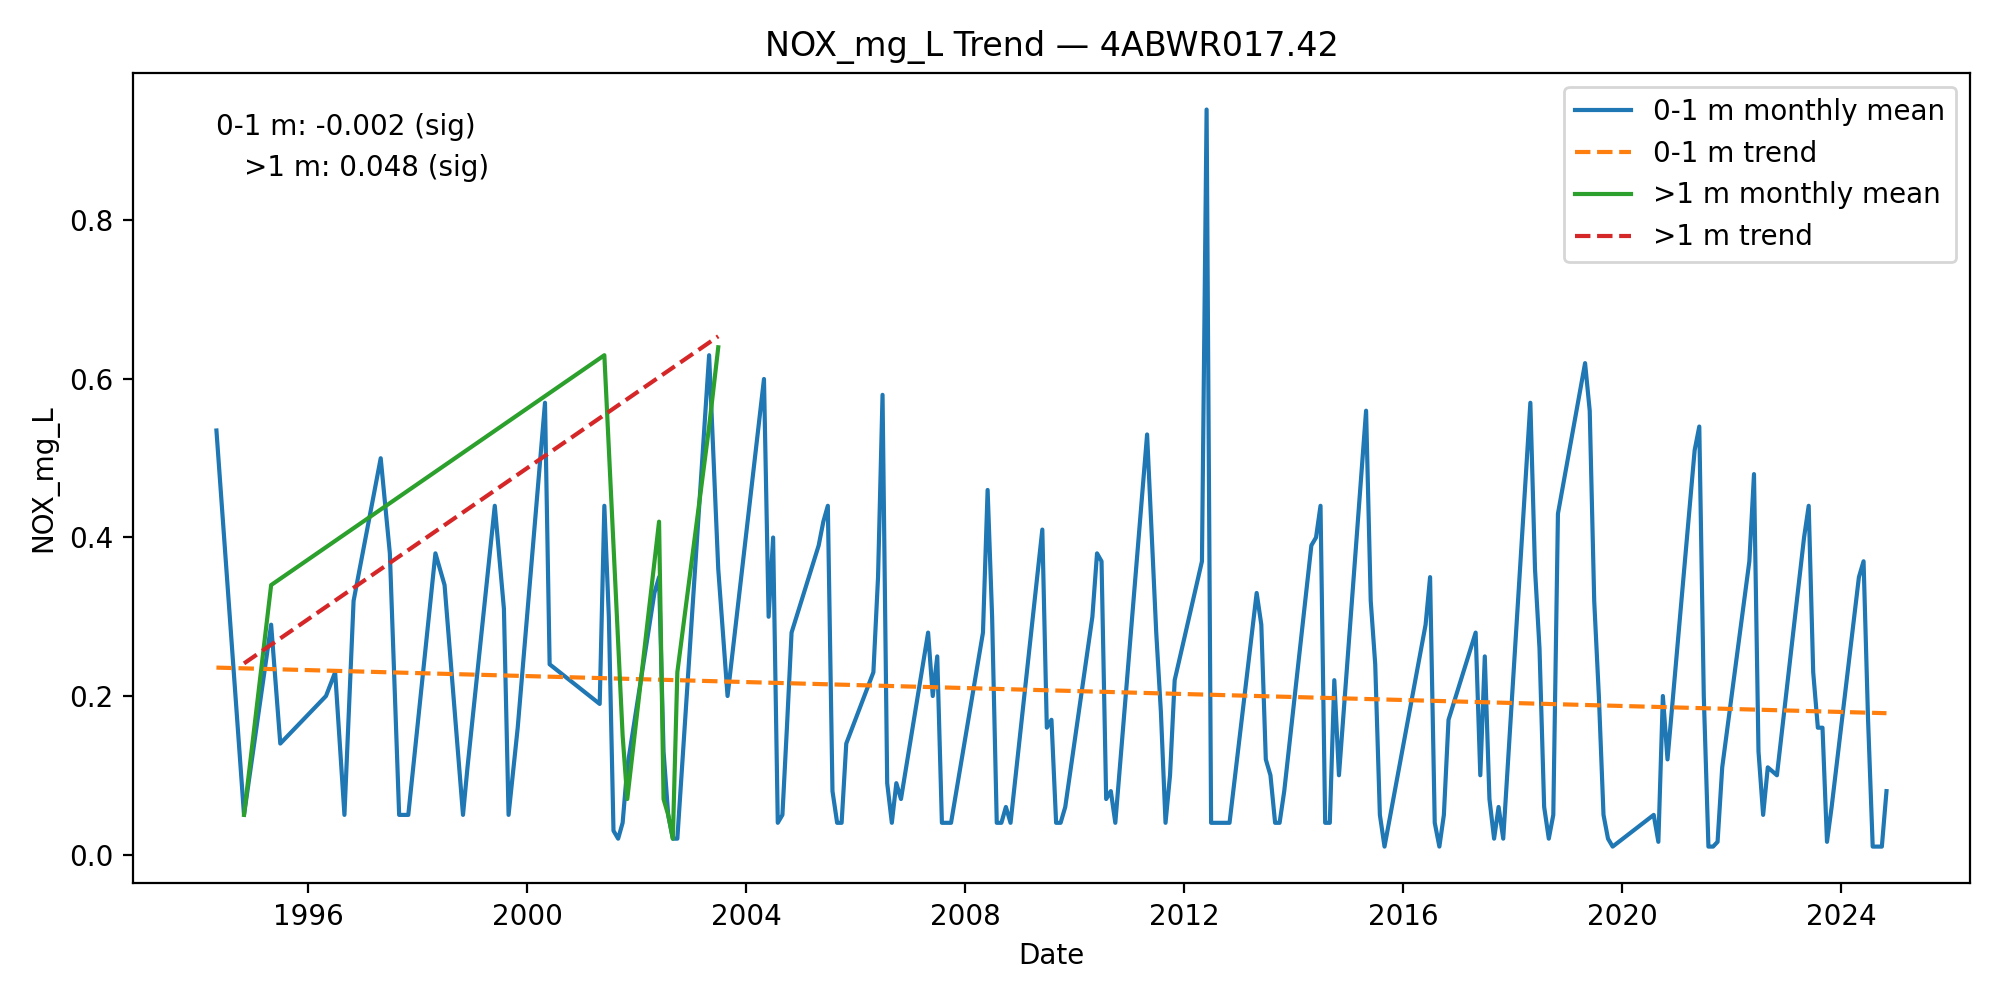 NOX_mg_L Trend — 4ABWR017.42
0-1 m: -0.002 (sig)
>1 m: 0.048 (sig)
0-1 m monthly mean
0-1 m trend
>1 m monthly mean
>1 m trend
NOX_mg_L
0.8
0.6
0.4
0.2
0.0
1996 2000 2004 2008 2012 2016 2020 2024
Date